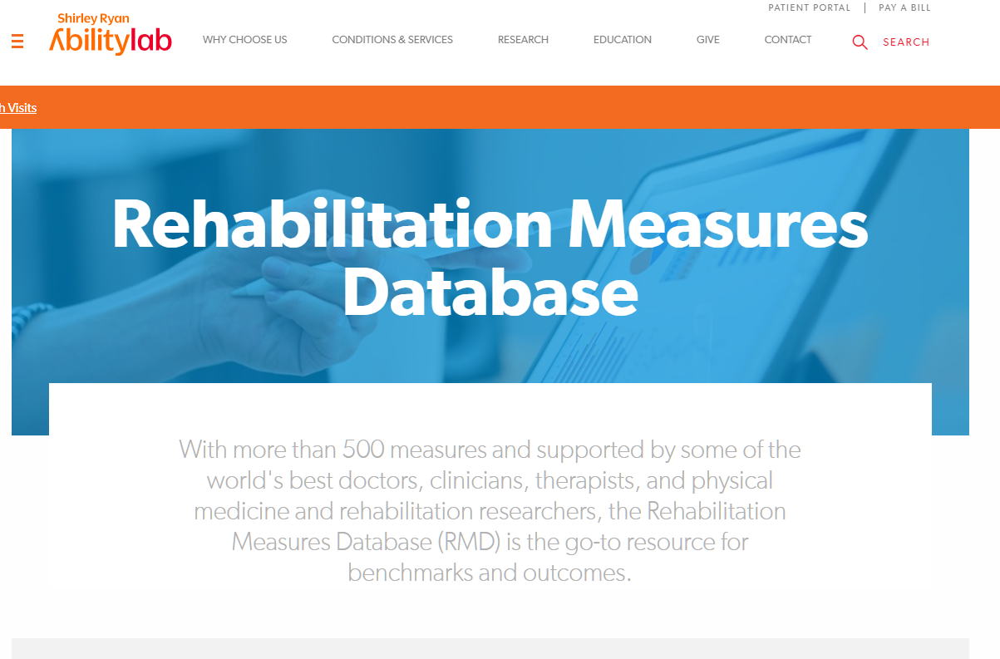 PATIENT PORTAL | PAY A BILL
Shirley Ryan
Abilitylab
WHY CHOOSE US CONDITIONS & SERVICES RESEARCH EDUCATION GIVE CONTACT SEARCH
h Visits
Rehabilitation Measures
Database
With more than 500 measures and supported by some of the
world's best doctors, clinicians, therapists, and physical
medicine and rehabilitation researchers, the Rehabilitation
Measures Database (RMD) is the go-to resource for
benchmarks and outcomes.